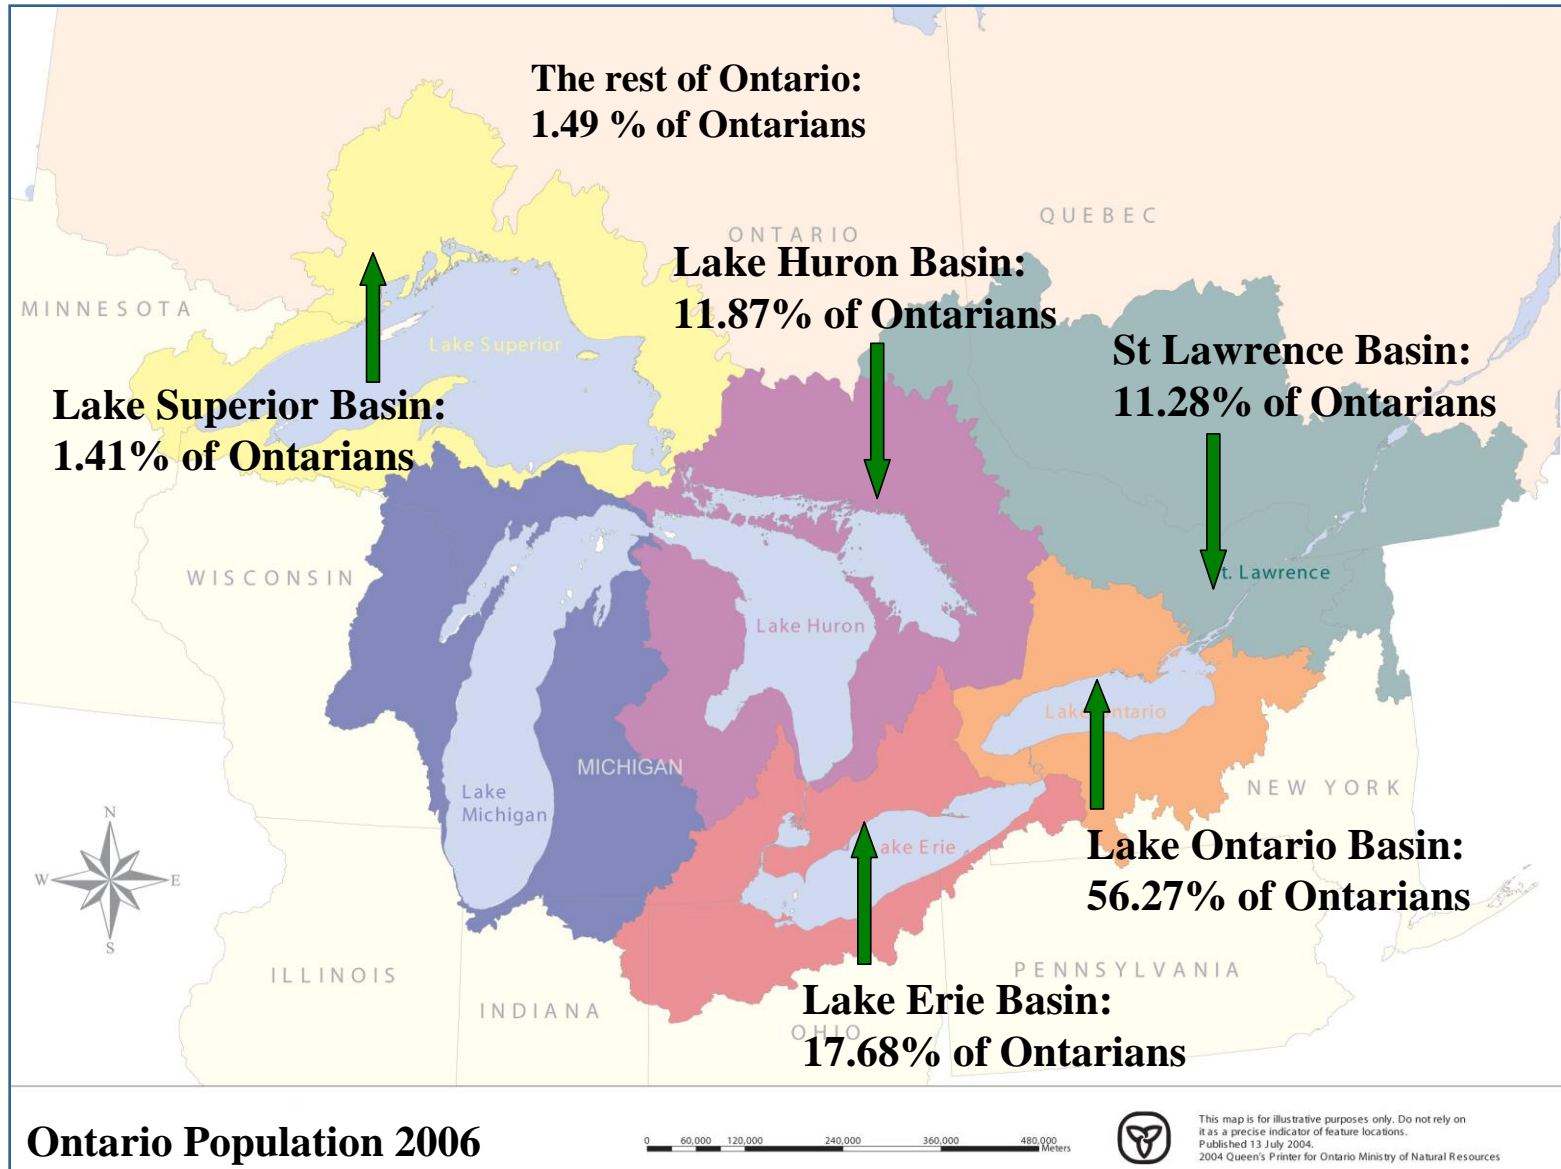 The rest of Ontario:
1.49 % of Ontarians
QUEBEC
ONTARIO
Lake Huron Basin:
11.87% of Ontarians
MINNESOTA
Lake Superior
St Lawrence Basin:
11.28% of Ontarians
Lake Superior Basin:
1.41% of Ontarians
WISCONSIN
t. Lawrence
Lake Huron
Lake Ontario
MICHIGAN
Lake
Michigan
NEW YORK
N
W E
S
Lake Erie
Lake Ontario Basin:
56.27% of Ontarians
ILLINOIS
INDIANA
PENNSYLVANIA
Lake Erie Basin:
OHIO
17.68% of Ontarians
Ontario Population 2006
0 60,000 120,000 240,000 360,000 480,000
Meters
This map is for illustrative purposes only. Do not rely on
it as a precise indicator of feature locations.
Published 13 July 2004.
2004 Queen's Printer for Ontario Ministry of Natural Resources